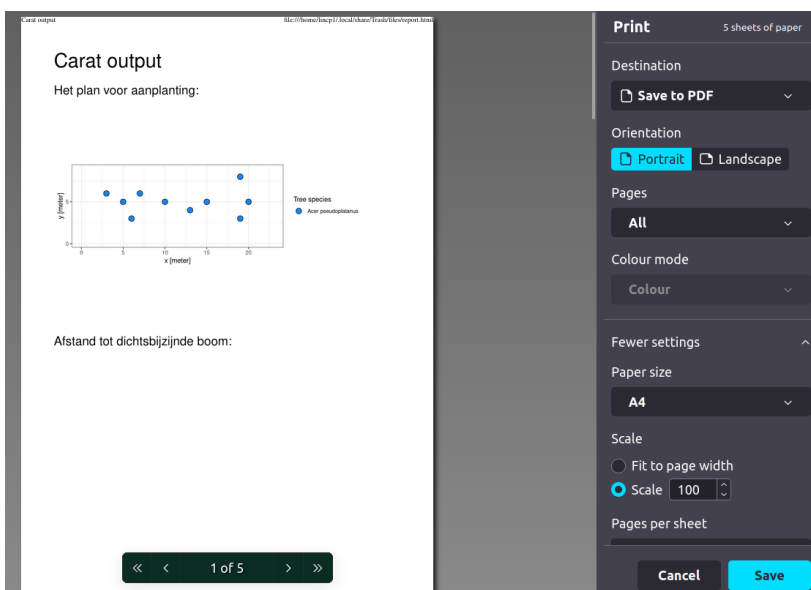 Carat output
file:///home/lincp1/.local/share/Trash/files/report.html
Carat output
Het plan voor aanplanting:
y [meter]
5
0
0 5 10 15 20
x [meter]
Tree species
Acer pseudoplatanus
Afstand tot dichtsbijzijnde boom:
« < 1 of 5 > »
Print
5 sheets of paper
Destination
Save to PDF
Orientation
Portrait Landscape
Pages
All
Colour mode
Colour
Fewer settings
Paper size
A4
Scale
Fit to page width
Scale 100
Pages per sheet
Cancel Save